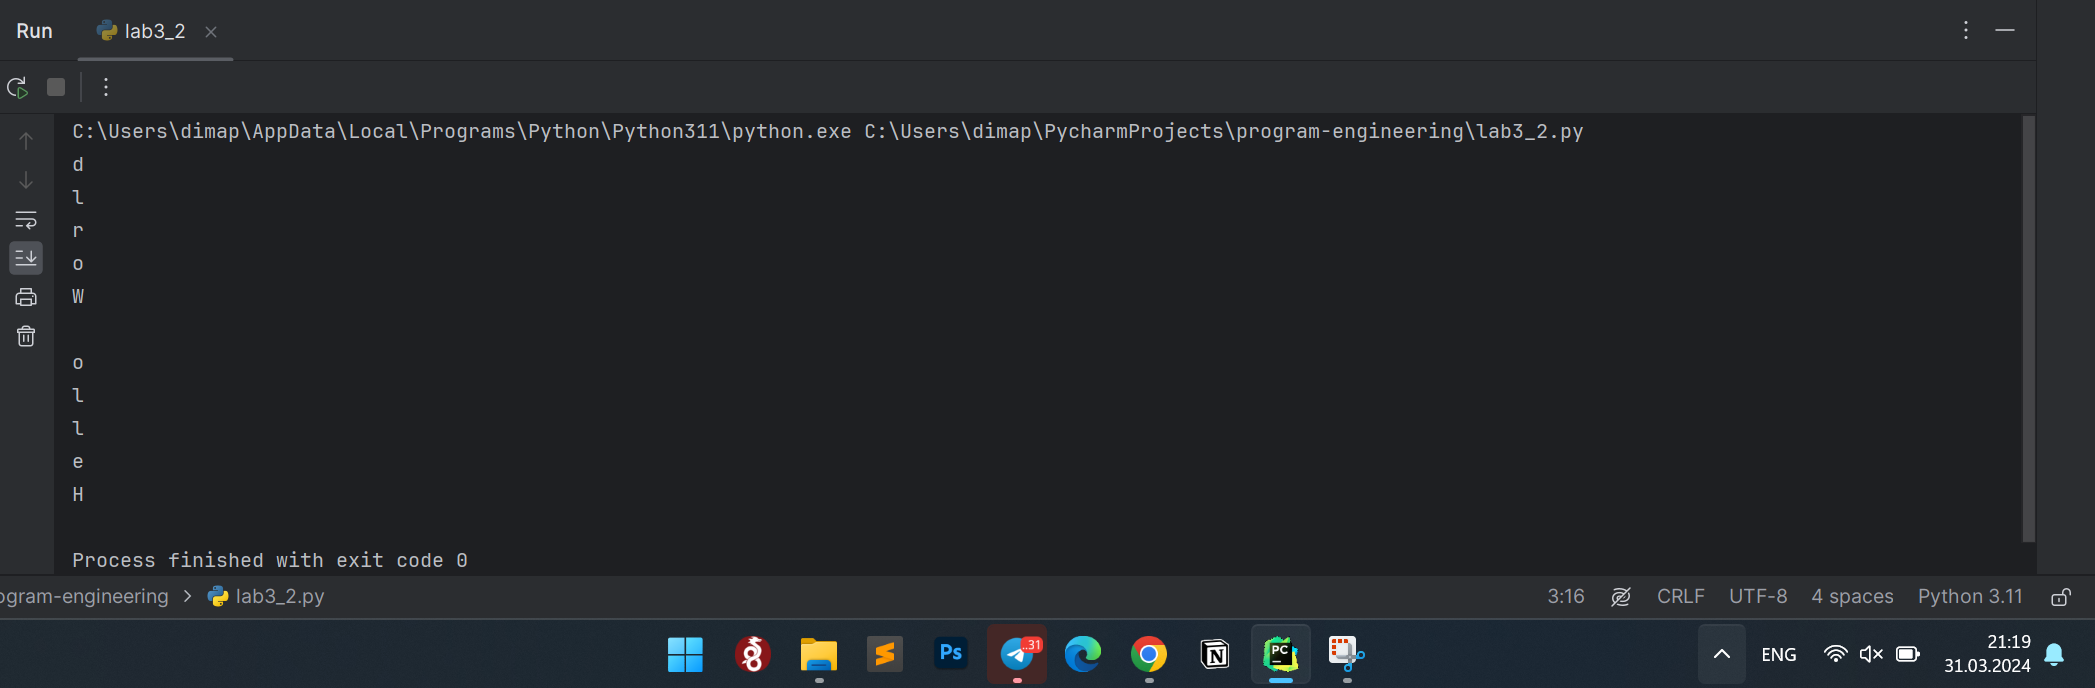 Run lab3_2
C:\Users\dimap\AppData\Local\Programs\Python\Python311\python.exe C:\Users\dimap\PycharmProjects\program-engineering\lab3_2.py
d
l
r
o
W

o
l
l
e
H

Process finished with exit code 0
ogram-engineering > lab3_2.py 3:16 CRLF UTF-8 4 spaces Python 3.11
Ps ..31 N PC ENG 21:19
31.03.2024